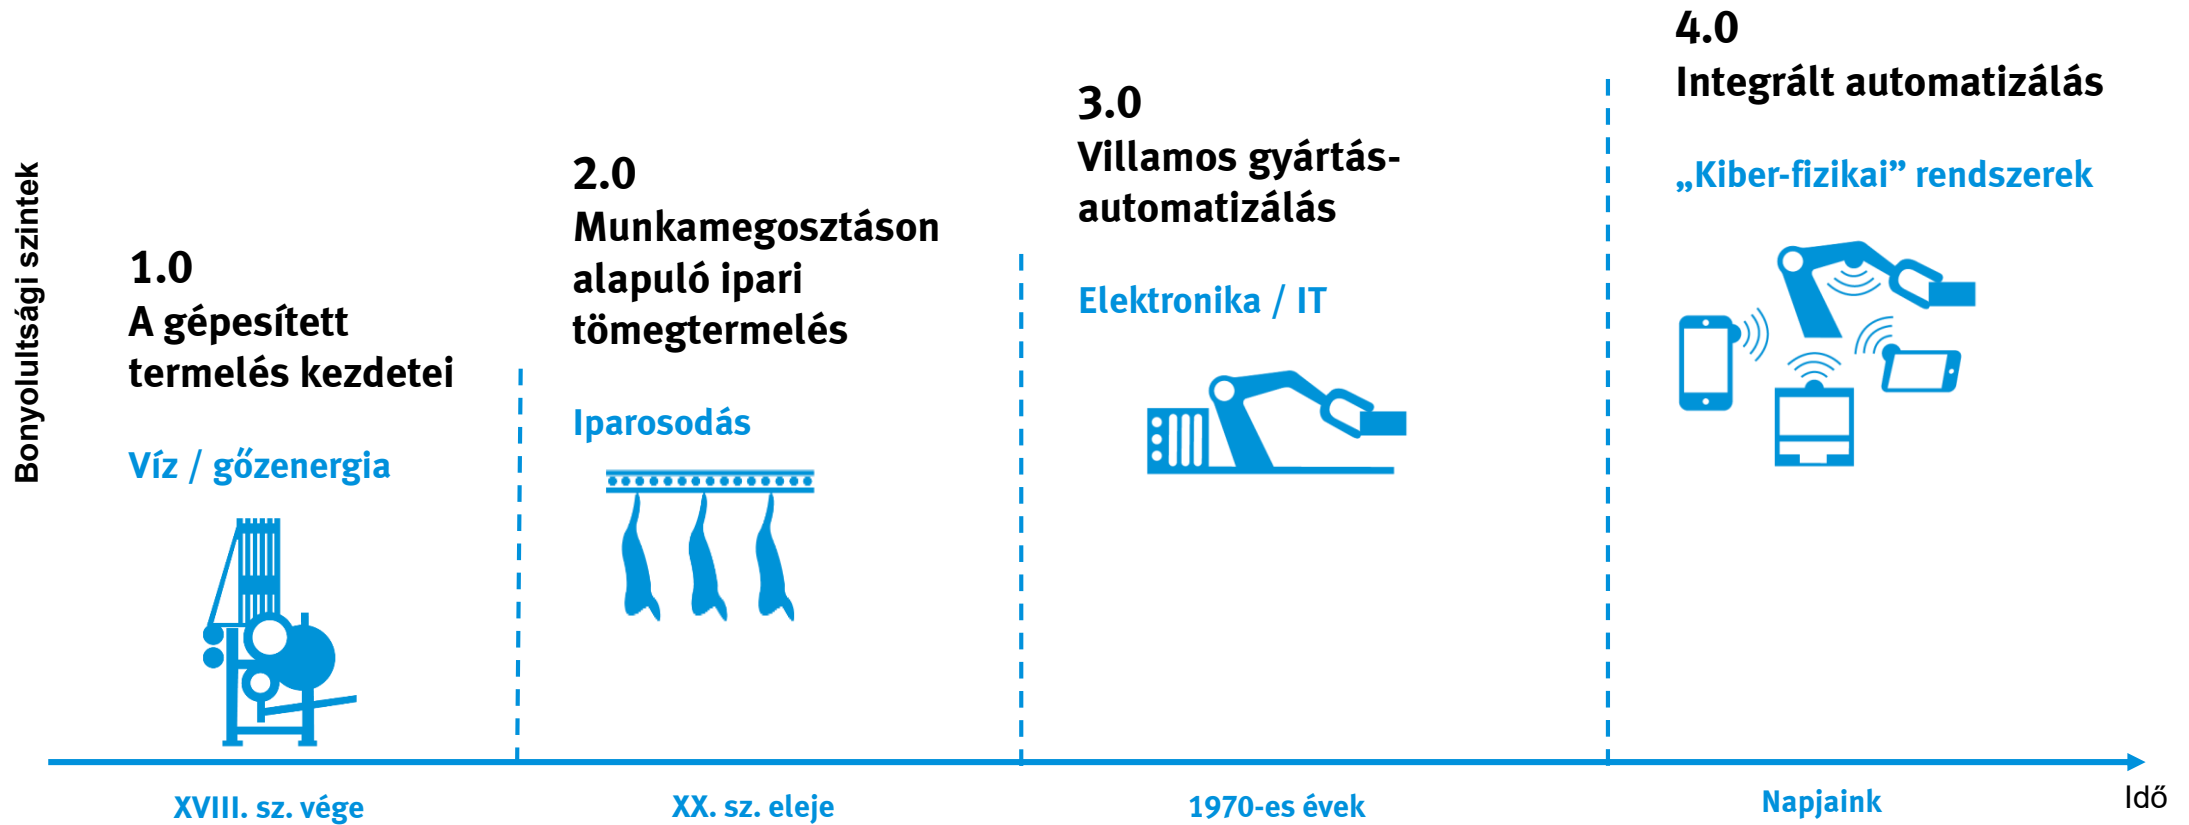 Bonyolultsági szintek
1.0
A gépesített
termelés kezdetei
Víz / gőzenergia
2.0
Munkamegosztáson
alapuló ipari
tömegtermelés
Iparosodás
3.0
Villamos gyártás-
automatizálás
Elektronika / IT
4.0
Integrált automatizálás
„Kiber-fizikai” rendszerek
XVIII. sz. vége
XX. sz. eleje
1970-es évek
Napjaink
Idő